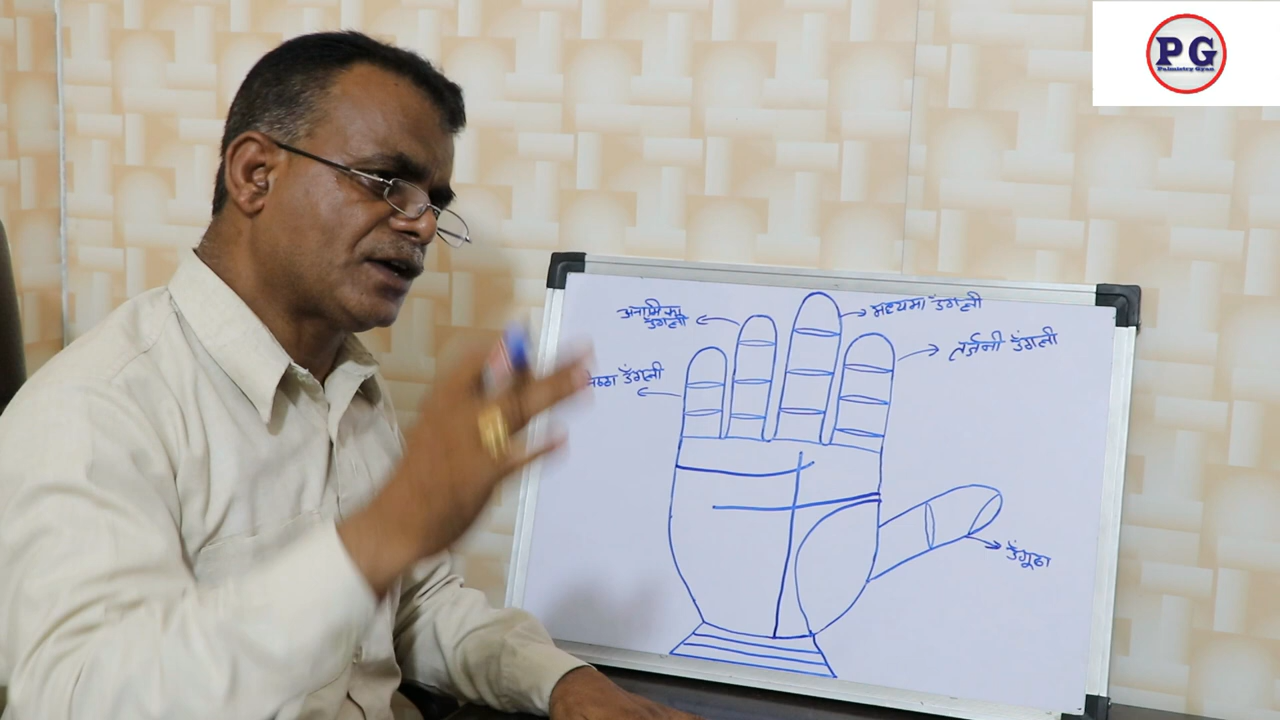 PG
Palmistry Gyan
अनामिका
उँगली
मध्यमा उँगली
तर्जनी उँगली
उँगली
उँगूठा